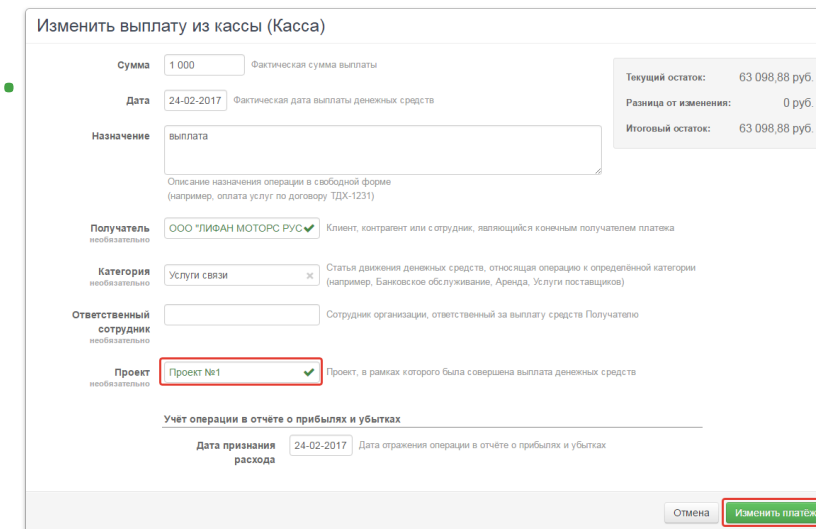 Изменить выплату из кассы (Касса)
Сумма 1 000 Фактическая сумма выплаты
Текущий остаток: 63 098,88 руб.
Дата 24-02-2017 Фактическая дата выплаты денежных средств
Разница от изменения: 0 руб.
Итоговый остаток: 63 098,88 руб.
Назначение выплата
Описание назначения операции в свободной форме
(например, оплата услуг по договору ТДХ-1231)
Получатель ООО "ЛИФАН МОТОРС РУС Клиент, контрагент или сотрудник, являющийся конечным получателем платежа
необязательно
Категория Услуги связи Статья движения денежных средств, относящая операцию к определённой категории
необязательно (например, Банковское обслуживание, Аренда, Услуги поставщиков)
Ответственный Сотрудник организации, ответственный за выплату средств Получателю
сотрудник
необязательно
Проект Проект №1 Проект, в рамках которого была совершена выплата денежных средств
необязательно
Учёт операции в отчёте о прибылях и убытках
Дата признания 24-02-2017 Дата отражения операции в отчёте о прибылях и убытках
расхода
Отмена Изменить платёж